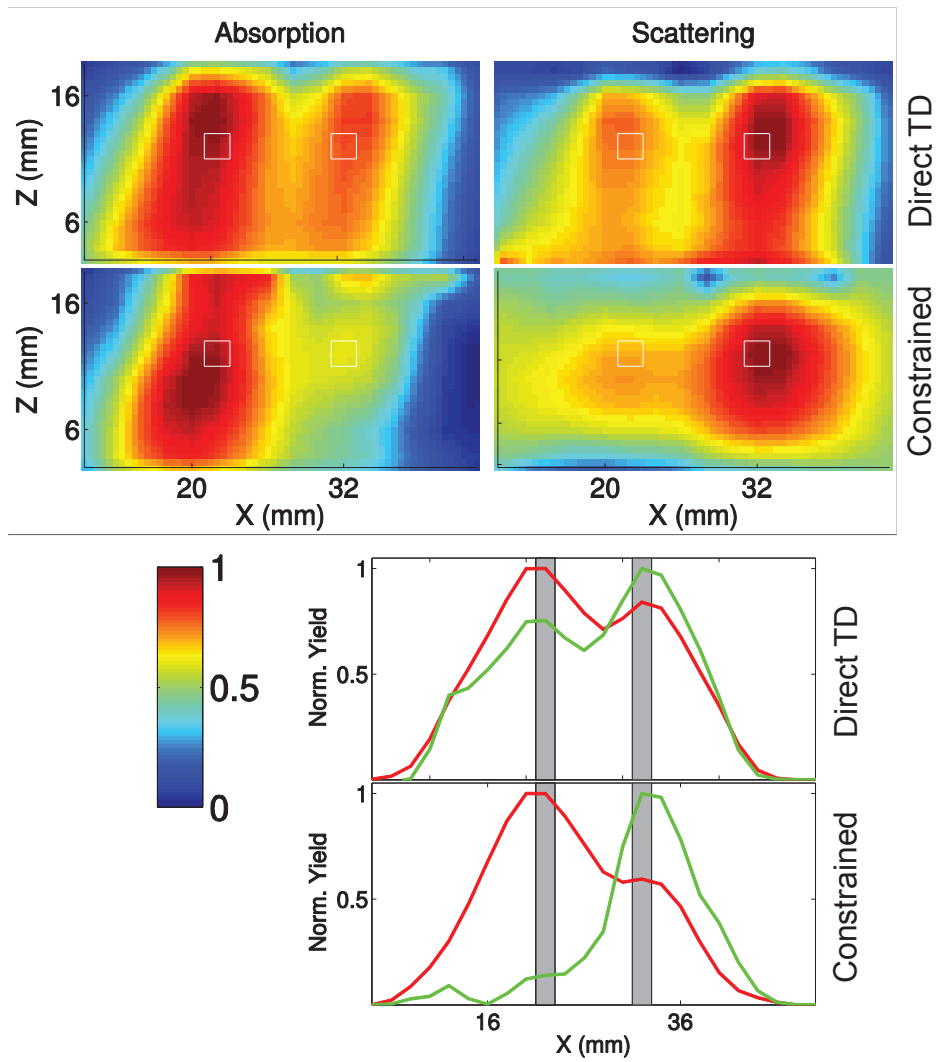 Absorption
Scattering
16
6
Z (mm)
Direct TD
16
6
Z (mm)
Constrained
20
32
X (mm)
20
32
X (mm)
1
0.5
0
1
0.5
Norm. Yield
Direct TD
1
0.5
Norm. Yield
Constrained
16
36
X (mm)